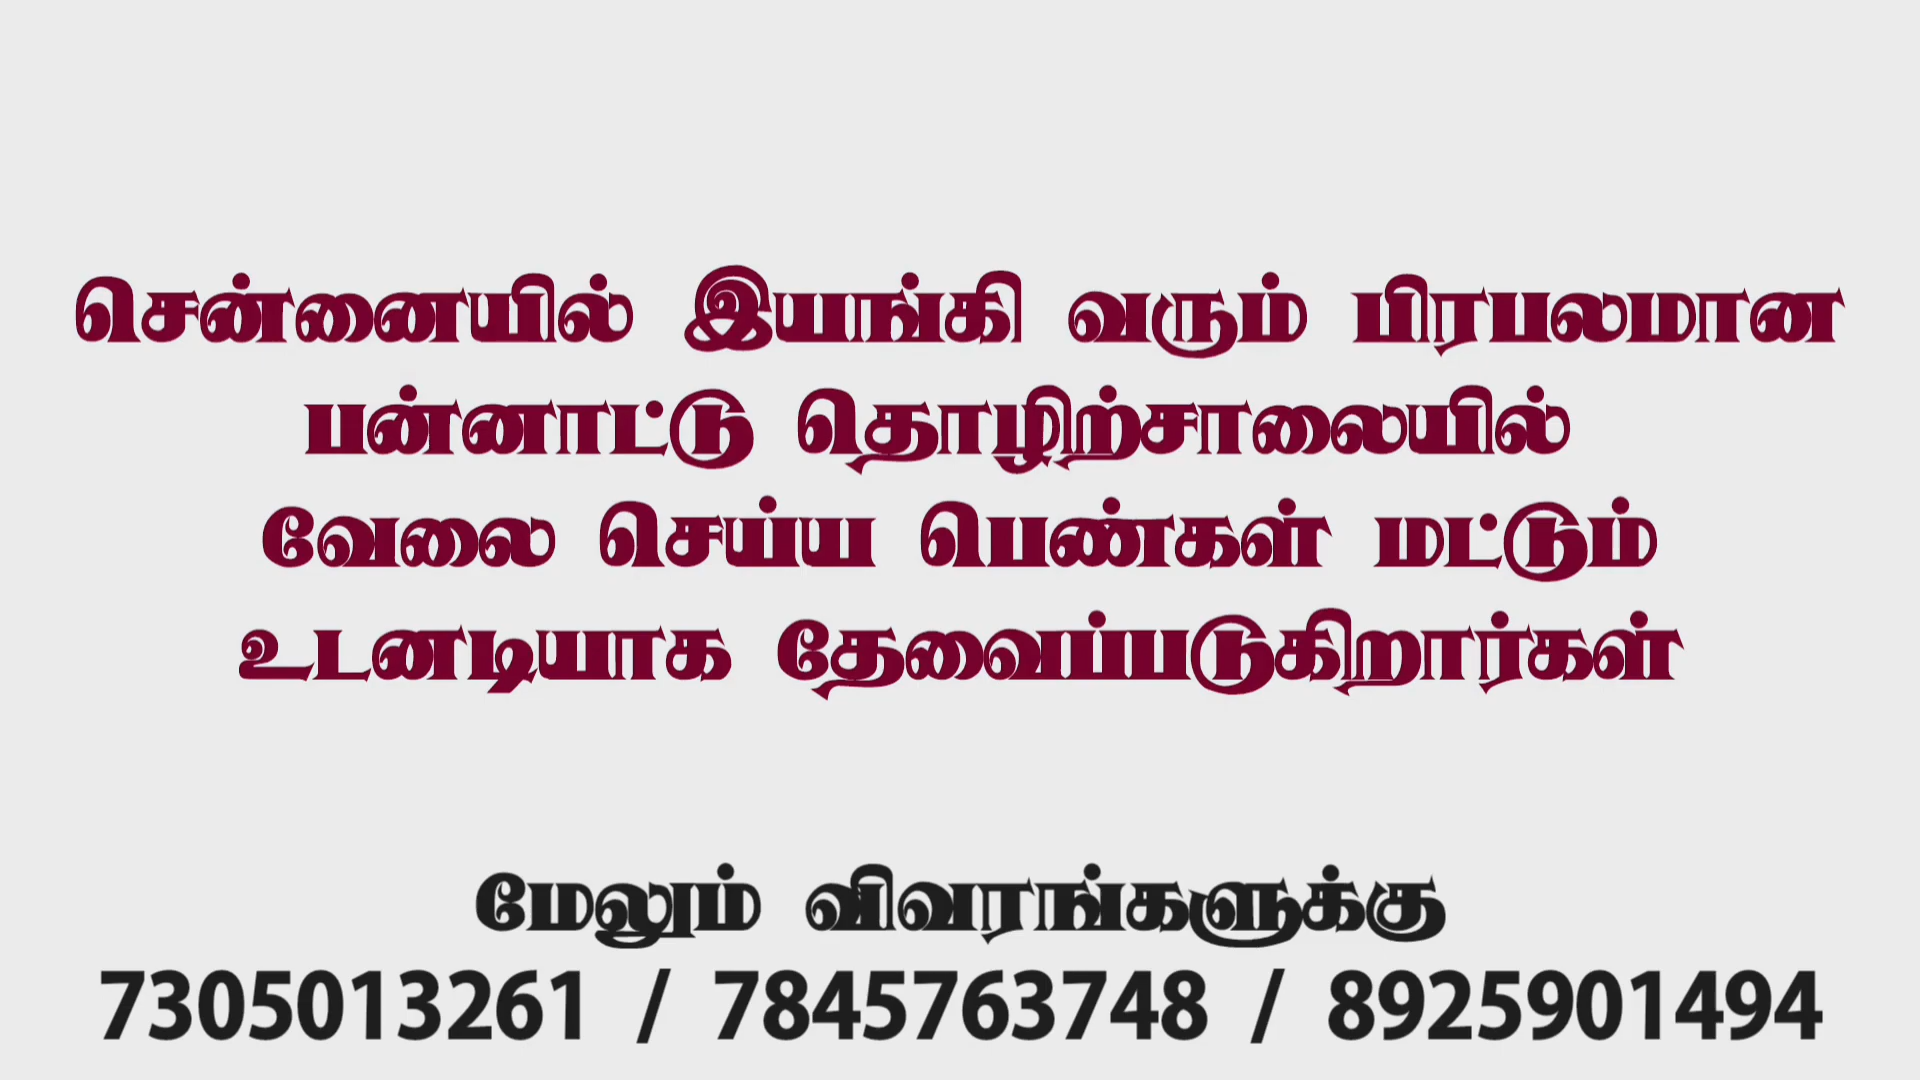 சென்னையில் இயங்கி வரும் பிரபலமான
பன்னாட்டு தொழிற்சாலையில்
வேலை செய்ய பெண்கள் மட்டும்
உடனடியாக தேவைப்படுகிறார்கள்
மேலும் விவரங்களுக்கு
7305013261 / 7845763748 / 8925901494